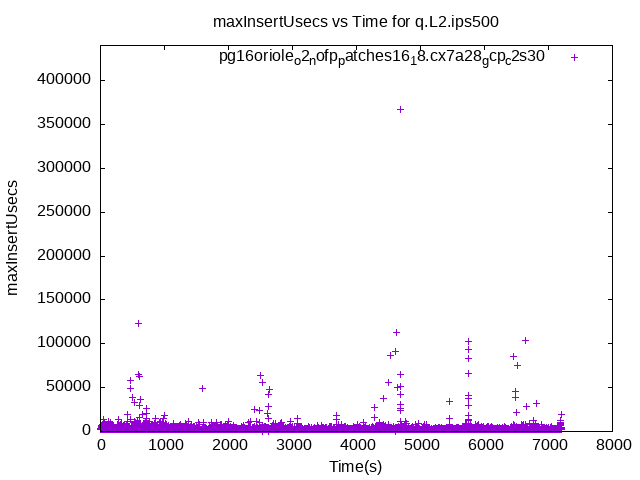 maxInsertUsecs vs Time for q.L2.ips500
pg16oriole_o2_nofp_patches16_18.cx7a28_gcp_c2s30
400000
350000
300000
250000
200000
150000
100000
50000
0
maxInsertUsecs
0 1000 2000 3000 4000 5000 6000 7000 8000
Time(s)